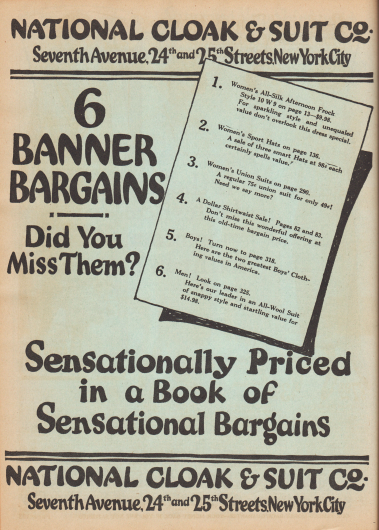 NATIONAL CLOAK & SUIT CO.
Seventh Avenue, 24th and 25th Streets, New York City
6
BANNER
BARGAINS
Did You
Miss Them?
1. Women's All-Silk Afternoon Frock
Style 10 W 9 on page 12—$9.98.
For sparkling style and unequaled
value don't overlook this dress special.
2. Women's Sport Hats on page 136.
A sale of three smart Hats at 98¢ each
certainly spells value."
3. Women's Union Suits on page 290.
A regular 75c union suit for only 49c!
Need we say more?
4. A Dollar Shirtwaist Sale! Pages 82 and 83.
Don't miss this wonderful offering at
this old-time bargain price.
5. Boys! Turn now to page 318.
Here are the two greatest Boys' Cloth-
ing values in America.
6. Men! Look on page 328.
Here's our leader in an All-Wool Suit
of snappy style and startling value for
$14.98.
Sensationally Priced
in a Book of
Sensational Bargains
NATIONAL CLOAK & SUIT CO.
Seventh Avenue, 24th and 25th Streets, New York City